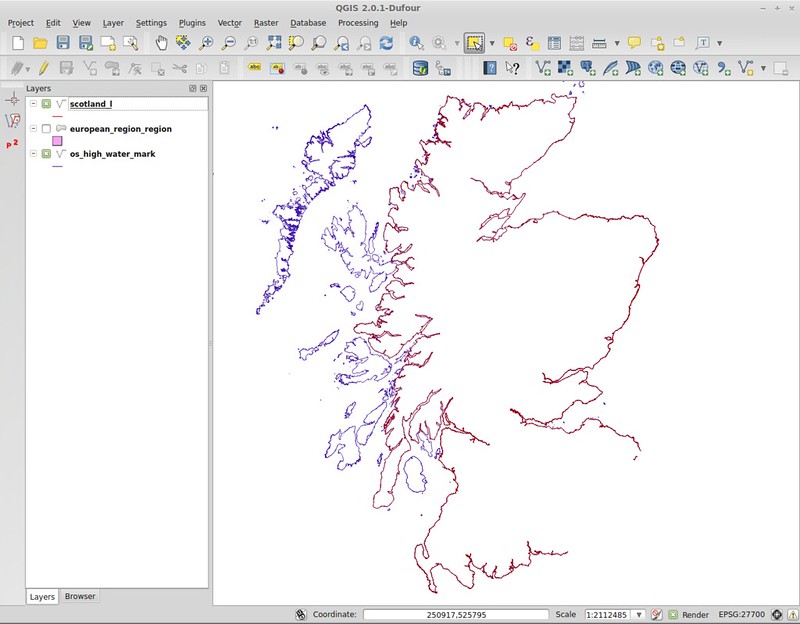 QGIS 2.0.1-Dufour
Project Edit View Layer Settings Plugins Vector Raster Database Processing Help
Layers
scotland_l
european_region_region
os_high_water_mark
Layers Browser
Coordinate: 250917.525795 Scale 1:2112485 Render EPSG:27700